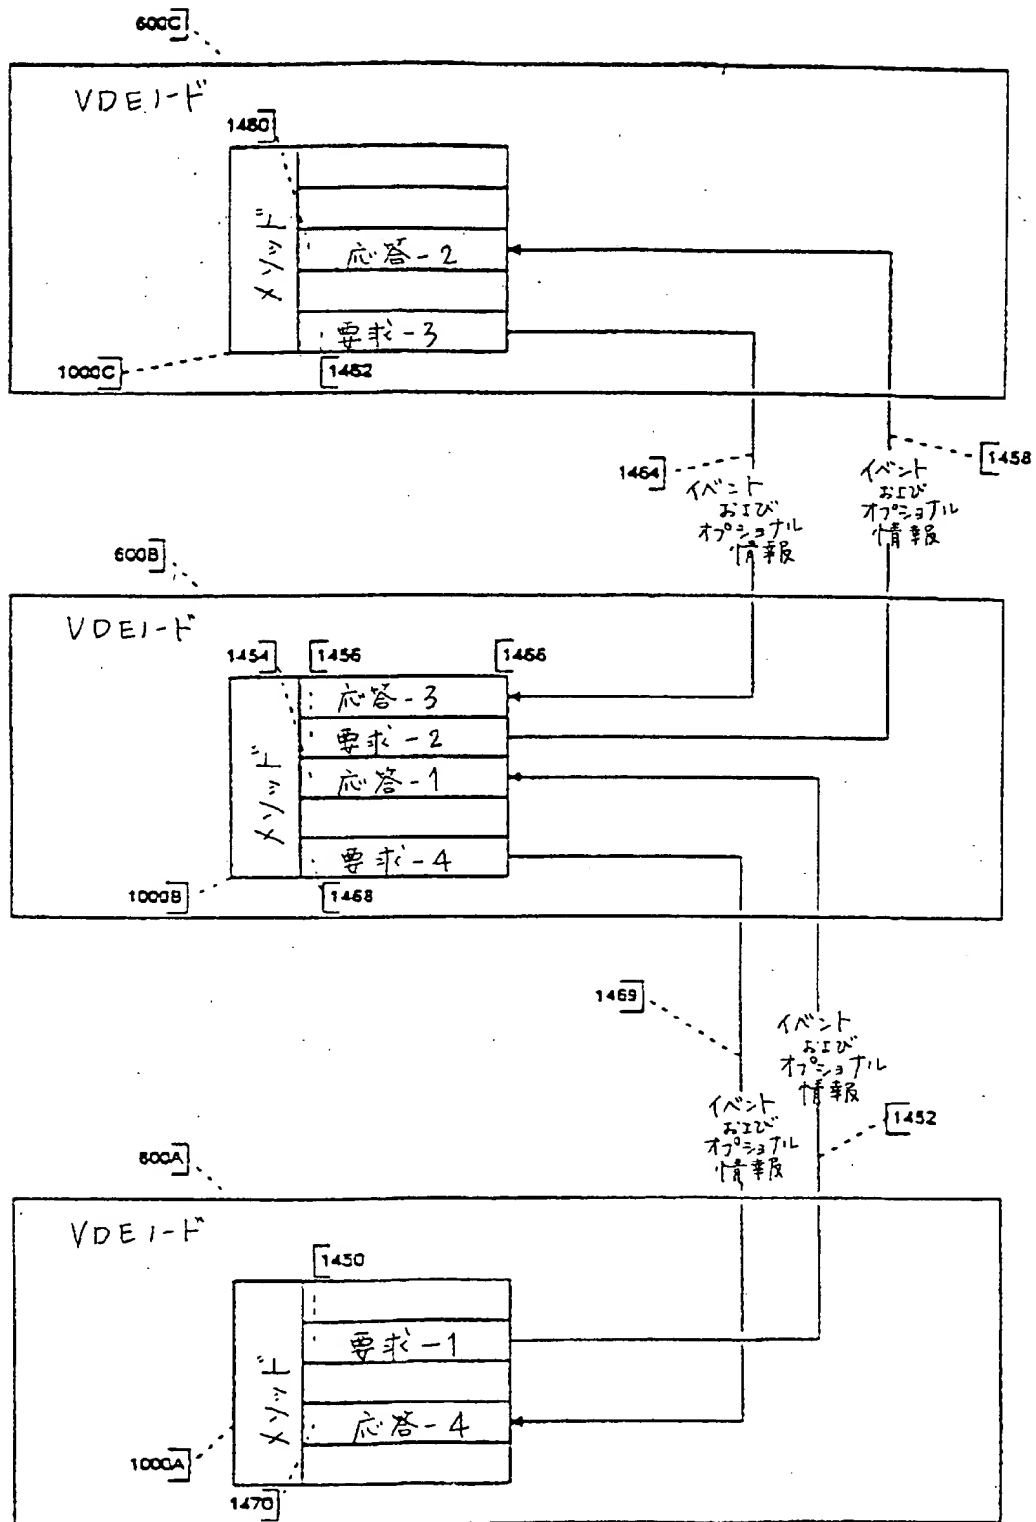 600C
VDEノード
1460
メソッド
応答-2
要求-3
1000C
1462
1464
イベント
および
オプショナル
情報
1458
イベント
および
オプショナル
情報
600B
VDEノード
1454
1456
1466
メソッド
応答-3
要求-2
応答-1
要求-4
1000B
1468
1469
イベント
および
オプショナル
情報
イベント
および
オプショナル
情報
1452
600A
VDEノード
1450
メソッド
要求-1
応答-4
1000A
1470